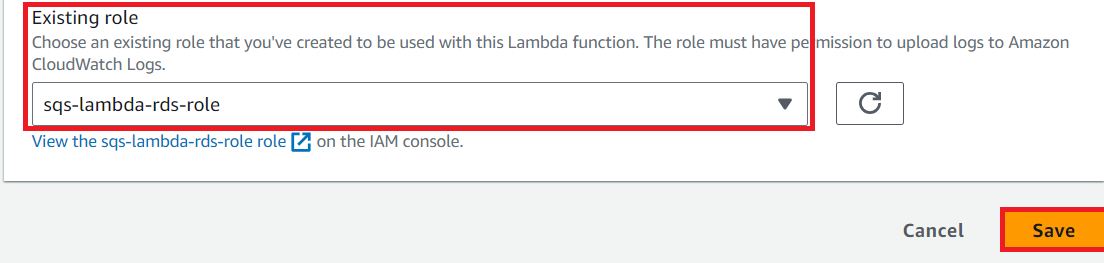 Existing role
Choose an existing role that you've created to be used with this Lambda function. The role must have permission to upload logs to Amazon
CloudWatch Logs.
sqs-lambda-rds-role
View the sqs-lambda-rds-role role on the IAM console.
Cancel Save